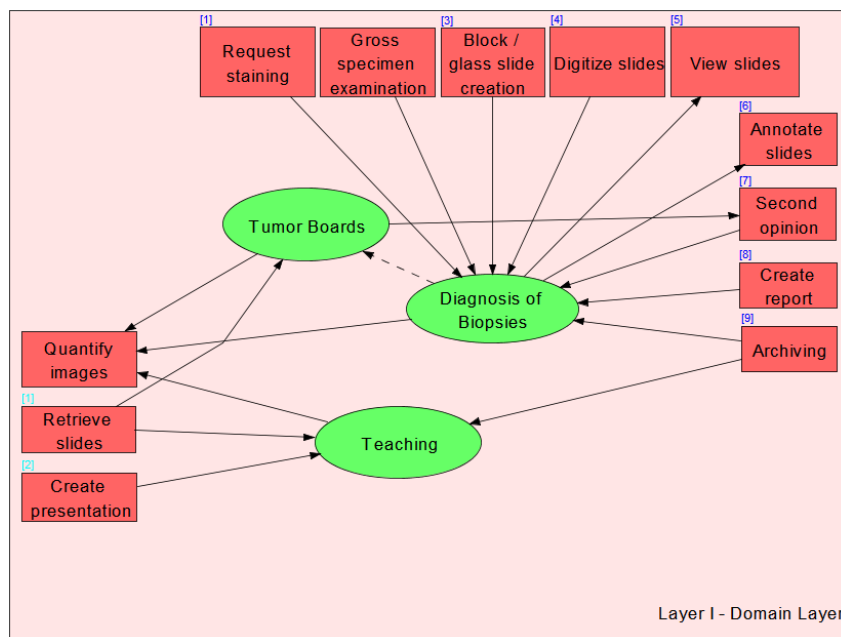 [1]
Request
staining
Gross
specimen
examination
[3]
Block /
glass slide
creation
[4]
Digitize slides
[5]
View slides
[6]
Annotate
slides
[7]
Second
opinion
[8]
Create
report
[9]
Archiving
Tumor Boards
Diagnosis of
Biopsies
Quantify
images
[1]
Retrieve
slides
Teaching
[2]
Create
presentation
Layer I - Domain Layer